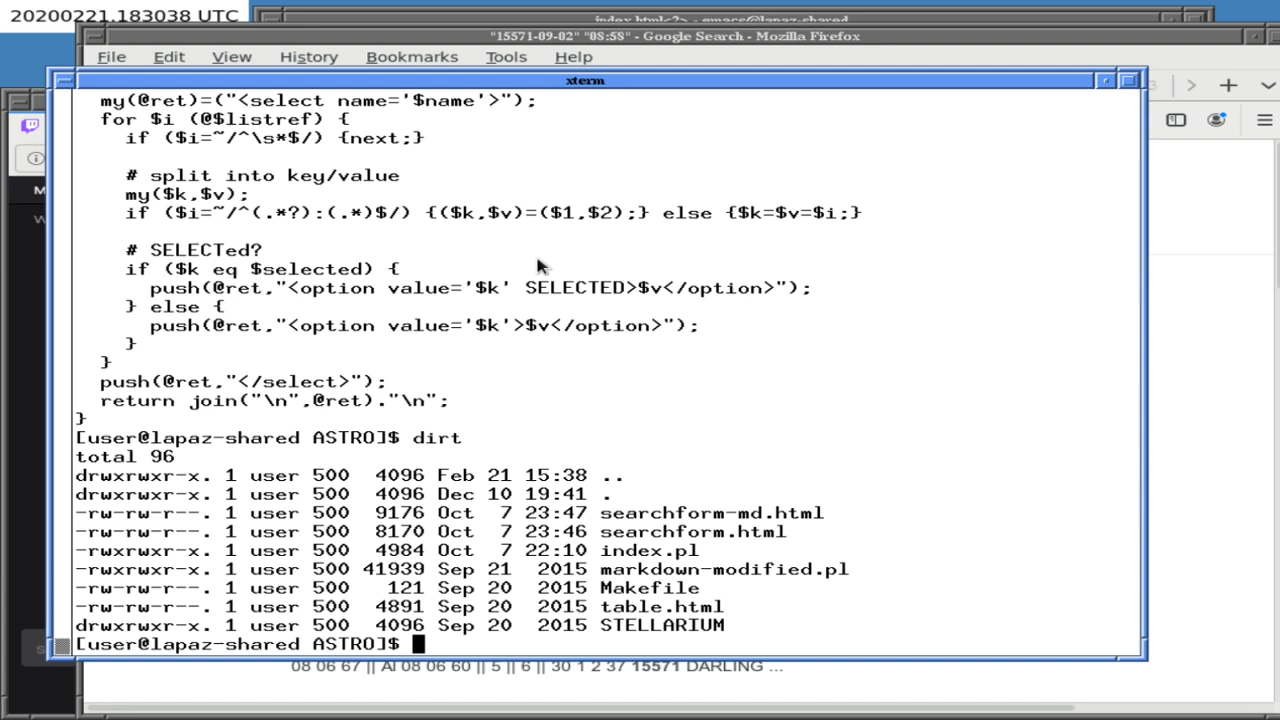 20200221.183038 UTC
index.html<2> - emacs@lapaz-shared
"15571-09-02" "08:58" - Google Search - Mozilla Firefox
File Edit View History Bookmarks Tools Help
xterm
my(@ret)=("<select name='$name'>");
for $i (@$listref) {
if ($i=~/^\s*$/) {next;}
# split into key/value
my($k,$v);
if ($i=~/^(.*?):(.*)$/) {($k,$v)=($1,$2);} else {$k=$v=$i;}
# SELECTed?
if ($k eq $selected) {
push(@ret,"<option value='$k' SELECTED>$v</option>");
} else {
push(@ret,"<option value='$k'>$v</option>");
}
}
push(@ret,"</select>");
return join("\n",@ret)."\n";
}
[user@lapaz-shared ASTRO]$ dirt
total 96
drwxrwxr-x. 1 user 500 4096 Feb 21 15:38 ..
drwxrwxr-x. 1 user 500 4096 Dec 10 19:41 .
-rw-rw-r--. 1 user 500 9176 Oct 7 23:47 searchform-md.html
-rw-rw-r--. 1 user 500 8170 Oct 7 23:46 searchform.html
-rwxrwxr-x. 1 user 500 4984 Oct 7 22:10 index.pl
-rwxrwxr-x. 1 user 500 41939 Sep 21 2015 markdown-modified.pl
-rw-rw-r--. 1 user 500 121 Sep 20 2015 Makefile
-rw-rw-r--. 1 user 500 4891 Sep 20 2015 table.html
drwxrwxr-x. 1 user 500 4096 Sep 20 2015 STELLARIUM
[user@lapaz-shared ASTRO]$
08 06 67 || Al 08 06 60 || 5 || 6 || 30 1 2 37 15571 DARLING ...